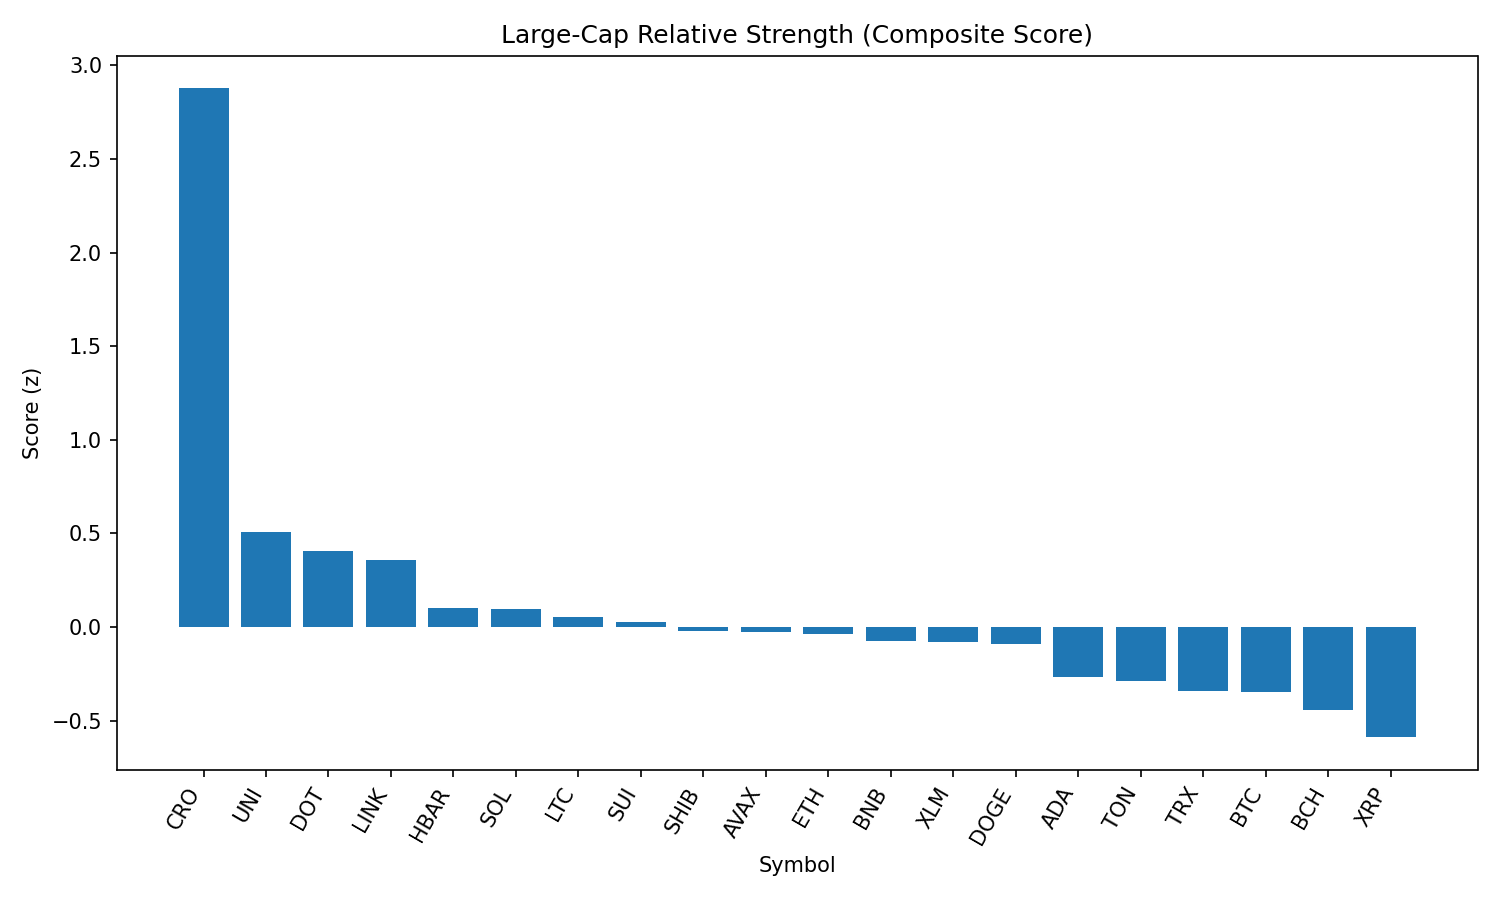 Large-Cap Relative Strength (Composite Score)
3.0
2.5
2.0
1.5
1.0
0.5
0.0
−0.5
Score (z)
CRO
UNI
DOT
LINK
HBAR
SOL
LTC
SUI
SHIB
AVAX
ETH
BNB
XLM
DOGE
ADA
TON
TRX
BTC
BCH
XRP
Symbol